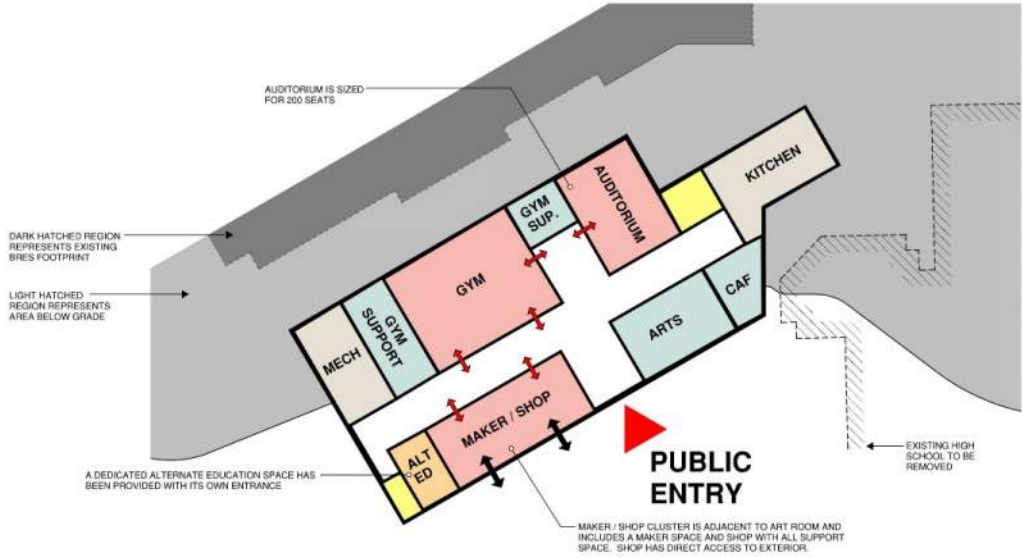 AUDITORIUM IS SIZED
FOR 200 SEATS
KITCHEN
AUDITORIUM
GYM
SUP.
DARK HATCHED REGION
REPRESENTS EXISTING
BRES FOOTPRINT
GYM
CAF
LIGHT HATCHED
REGION REPRESENTS
AREA BELOW GRADE
GYM
SUPPORT
ARTS
MECH
MAKER / SHOP
ALT
ED
EXISTING HIGH
SCHOOL TO BE
REMOVED
PUBLIC
ENTRY
A DEDICATED ALTERNATE EDUCATION SPACE HAS
BEEN PROVIDED WITH ITS OWN ENTRANCE
MAKER / SHOP CLUSTER IS ADJACENT TO ART ROOM AND
INCLUDES A MAKER SPACE AND SHOP WITH ALL SUPPORT
SPACE. SHOP HAS DIRECT ACCESS TO EXTERIOR.